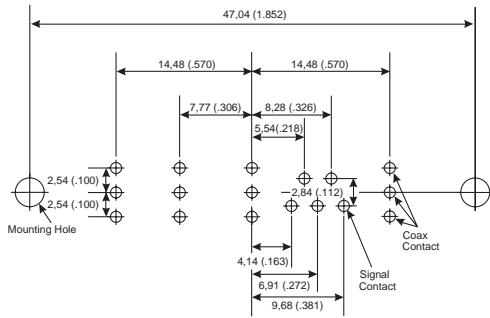 47,04 (1.852)
14,48 (.570)
14,48 (.570)
7,77 (.306)
8,28 (.326)
5,54(.218)
2,54 (.100)
2,84 (.112)
2,54 (.100)
Mounting Hole
Coax
Contact
4,14 (.163)
Signal
Contact
6,91 (.272)
9,68 (.381)